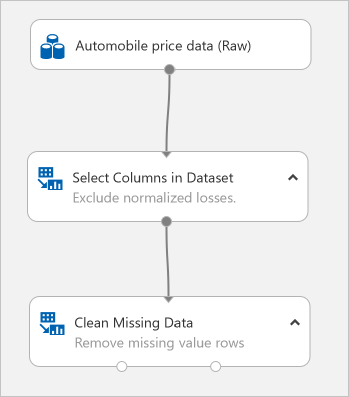 Automobile price data (Raw)
Select Columns in Dataset
Exclude normalized losses.
Clean Missing Data
Remove missing value rows